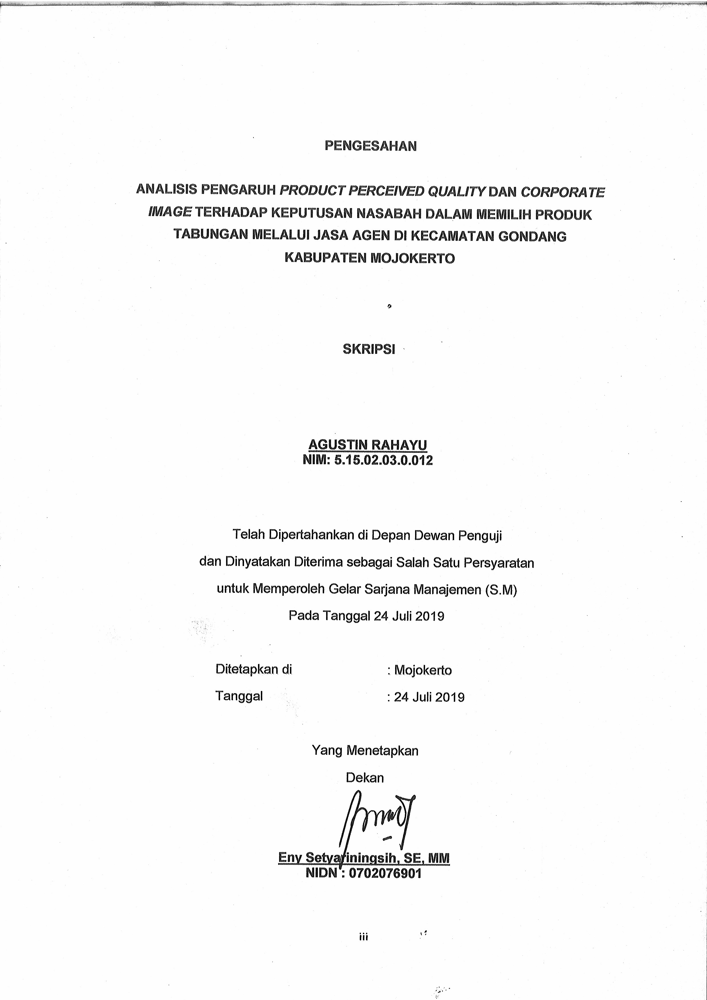 PENGESAHAN
ANALISIS PENGARUH PRODUCT PERCEIVED QUALITY DAN CORPORATE
IMAGE TERHADAP KEPUTUSAN NASABAH DALAM MEMILIH PRODUK
TABUNGAN MELALUI JASA AGEN DI KECAMATAN GONDANG
KABUPATEN MOJOKERTO
SKRIPSI
AGUSTIN RAHAYU
NIM: 5.15.02.03.0.012
Telah Dipertahankan di Depan Dewan Penguji
dan Dinyatakan Diterima sebagai Salah Satu Persyaratan
untuk Memperoleh Gelar Sarjana Manajemen (S.M)
Pada Tanggal 24 Juli 2019
Ditetapkan di : Mojokerto
Tanggal : 24 Juli 2019
Yang Menetapkan
Dekan
Eny Setyariningsih, SE, MM
NIDN : 0702076901
iii